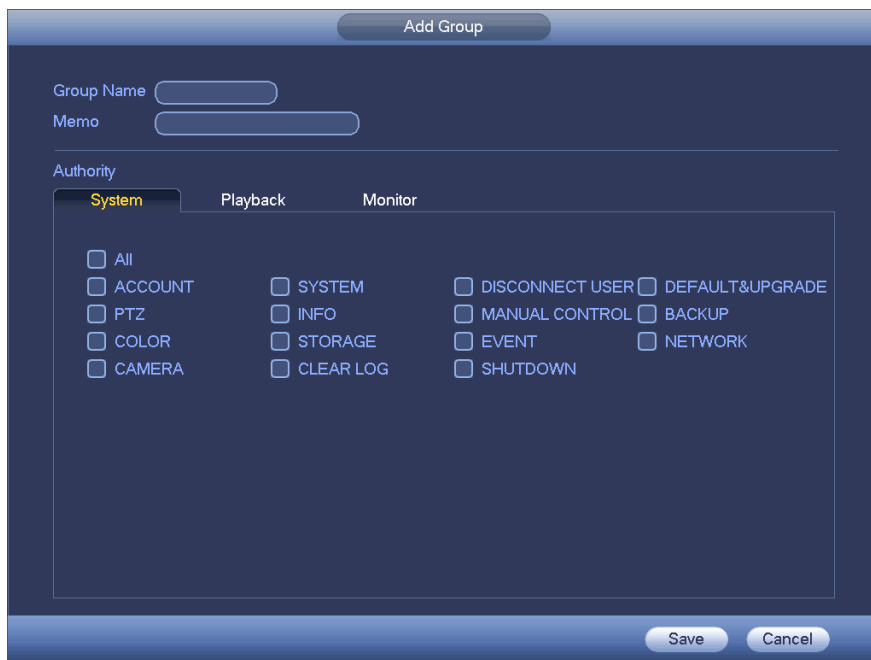 Add Group
Group Name
Memo
Authority
System Playback Monitor
All
ACCOUNT SYSTEM DISCONNECT USER DEFAULT&UPGRADE
PTZ INFO MANUAL CONTROL BACKUP
COLOR STORAGE EVENT NETWORK
CAMERA CLEAR LOG SHUTDOWN
Save Cancel